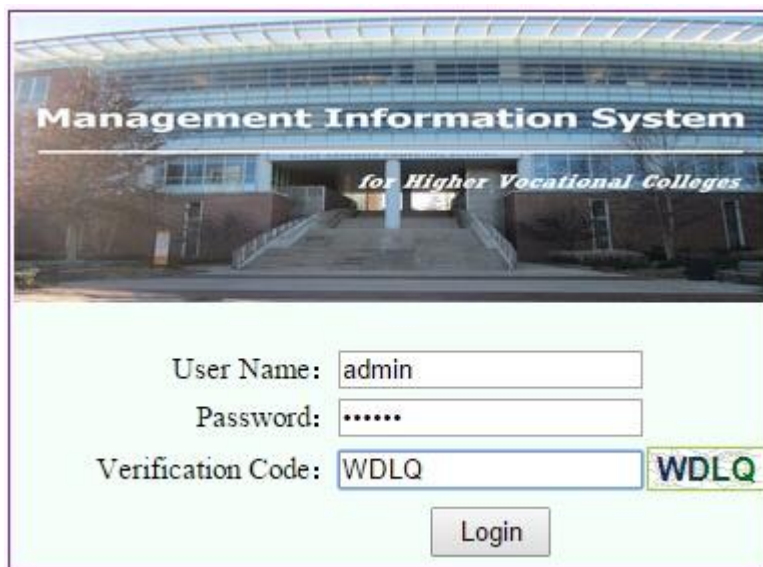 Management Information System
for Higher Vocational Colleges
User Name: admin
Password: ······
Verification Code: WDLQ WDLQ
Login